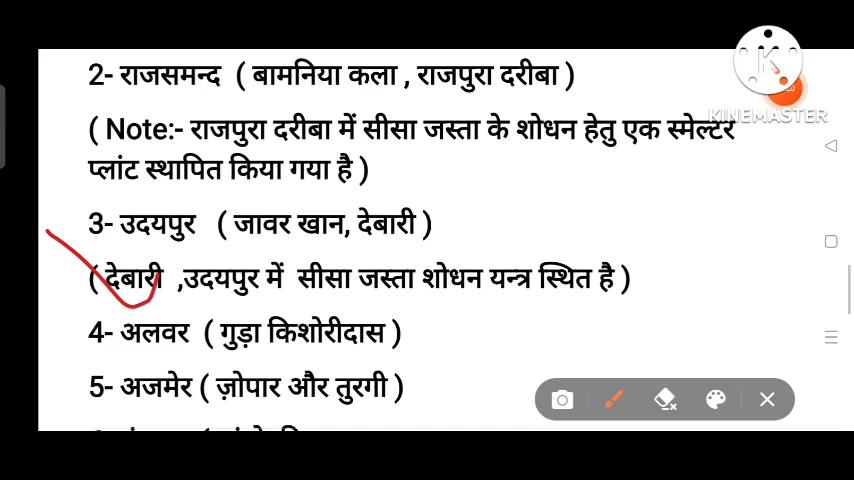 2- राजसमन्द ( बामनिया कला , राजपुरा दरीबा )
KINEMASTER
( Note:- राजपुरा दरीबा में सीसा जस्ता के शोधन हेतु एक स्मेल्टर
प्लांट स्थापित किया गया है )
3- उदयपुर ( जावर खान, देबारी )
( देबारी ,उदयपुर में सीसा जस्ता शोधन यन्त्र स्थित है )
4- अलवर ( गुड़ा किशोरीदास )
5- अजमेर ( ज़ोपार और तुरगी )